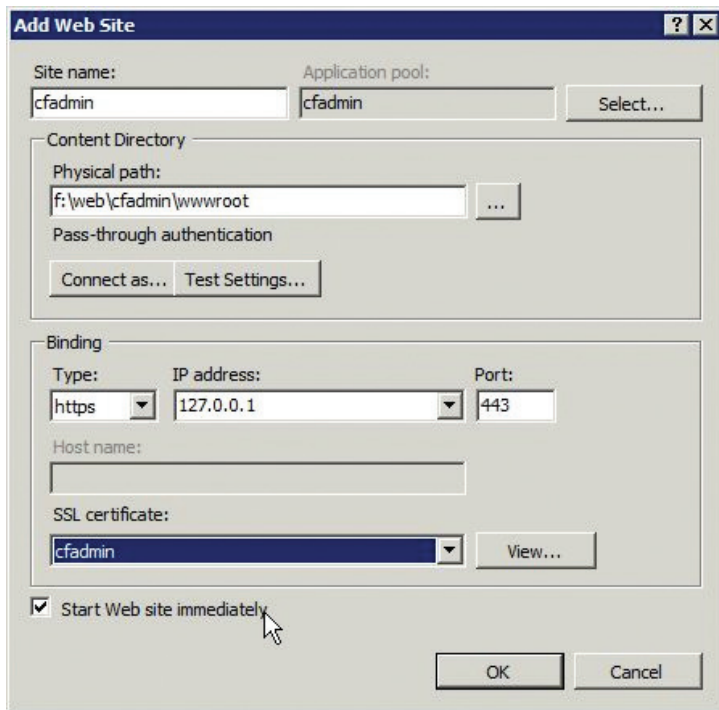 Add Web Site
Site name:
Application pool:
cfadmin
cfadmin
Select...
Content Directory
Physical path:
f:\web\cfadmin\wwwroot
...
Pass-through authentication
Connect as...
Test Settings...
Binding
Type:
IP address:
Port:
https
127.0.0.1
443
Host name:
SSL certificate:
cfadmin
View...
Start Web site immediately
OK
Cancel